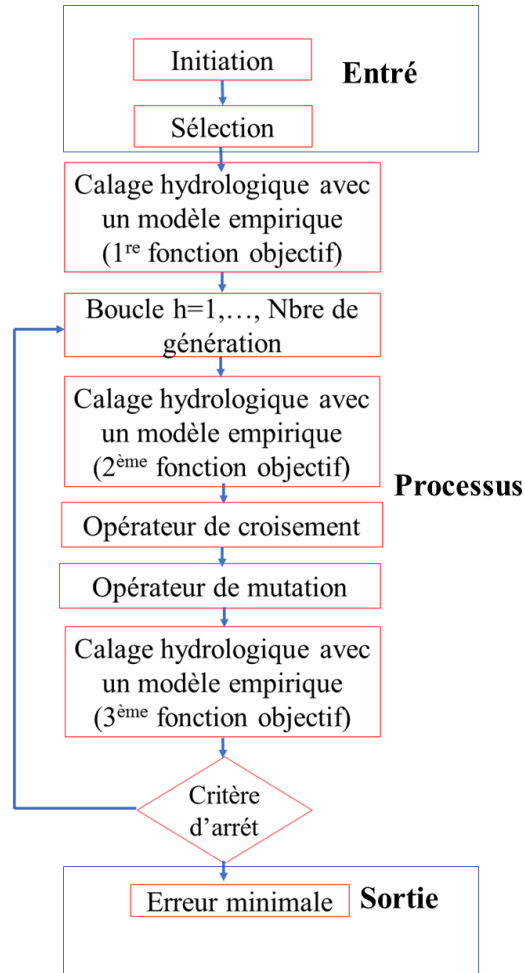 Initiation
Entré
Sélection
Calage hydrologique avec
un modèle empirique
(1re fonction objectif)
Boucle h=1,…, Nbre de
génération
Calage hydrologique avec
un modèle empirique
(2ème fonction objectif)
Processus
Opérateur de croisement
Opérateur de mutation
Calage hydrologique avec
un modèle empirique
(3ème fonction objectif)
Critère
d’arrét
Erreur minimale
Sortie